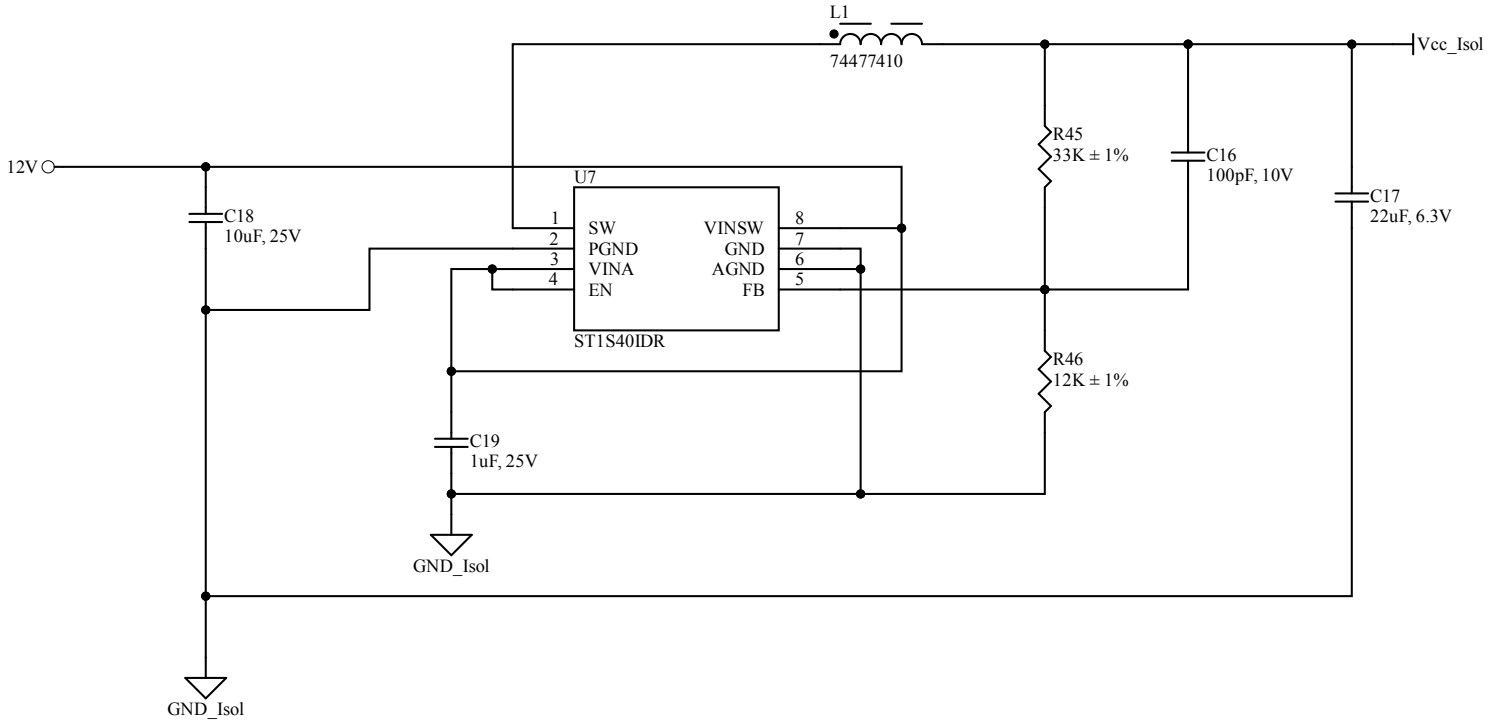 L1
74477410
Vcc_Isol
R45
33K ± 1%
C16
100pF, 10V
C17
22uF, 6.3V
12V
C18
10uF, 25V
U7
1 SW VINSW 8
2 PGND GND 7
3 VINA AGND 6
4 EN FB 5
ST1S40IDR
R46
12K ± 1%
C19
1uF, 25V
GND_Isol
GND_Isol